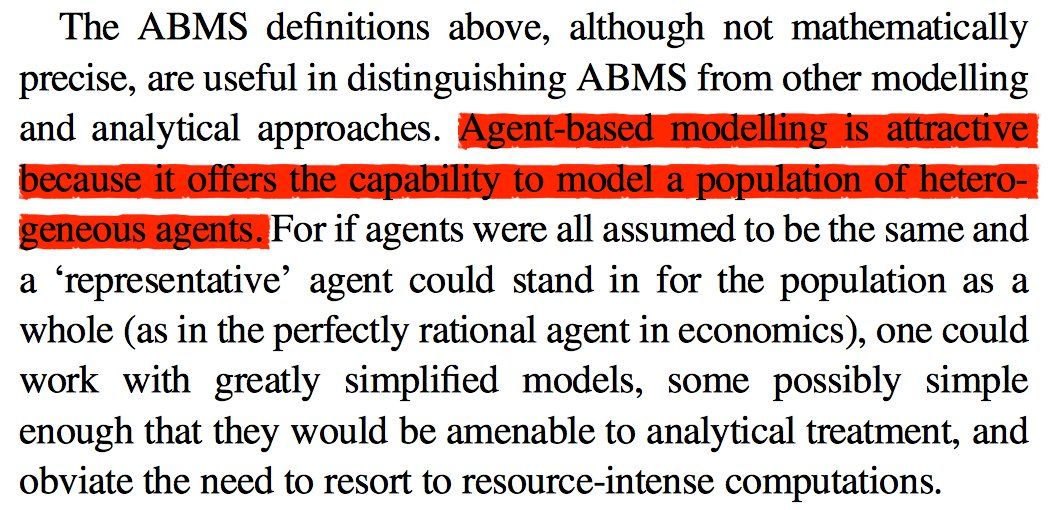 The ABMS definitions above, although not mathematically
precise, are useful in distinguishing ABMS from other modelling
and analytical approaches. Agent-based modelling is attractive
because it offers the capability to model a population of hetero-
geneous agents. For if agents were all assumed to be the same and
a ‘representative’ agent could stand in for the population as a
whole (as in the perfectly rational agent in economics), one could
work with greatly simplified models, some possibly simple
enough that they would be amenable to analytical treatment, and
obviate the need to resort to resource-intense computations.